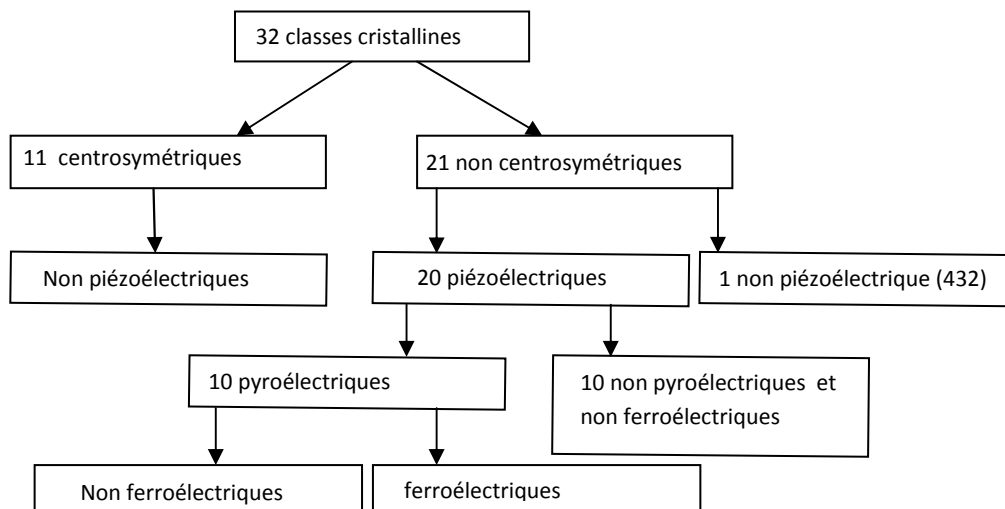 32 classes cristallines
11 centrosymétriques
21 non centrosymétriques
Non piézoélectriques
20 piézoélectriques
1 non piézoélectrique (432)
10 pyroélectriques
10 non pyroélectriques et
non ferroélectriques
Non ferroélectriques
ferroélectriques